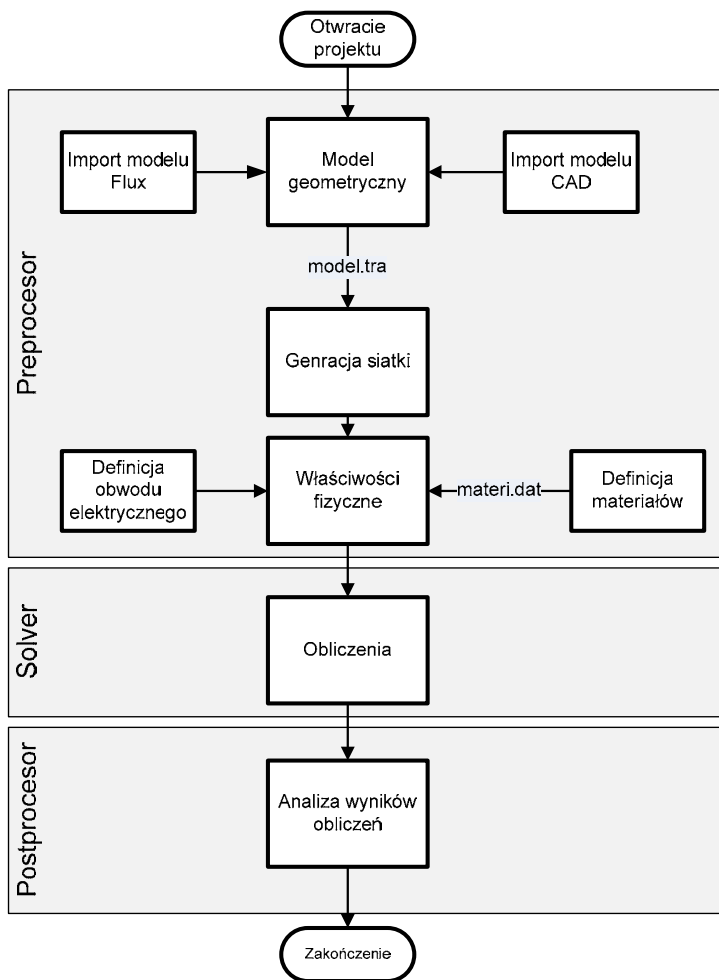 Otwracie
projektu
Preprocesor
Import modelu
Flux
Model
geometryczny
Import modelu
CAD
model.tra
Genracja siatki
Definicja
obwodu
elektrycznego
Właściwości
fizyczne
materi.dat
Definicja
materiałów
Solver
Obliczenia
Postprocesor
Analiza wyników
obliczeń
Zakończenie